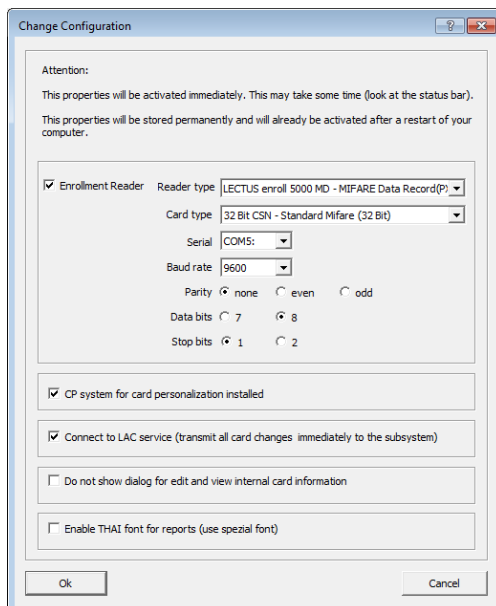 Change Configuration
Attention:
This properties will be activated immediately. This may take some time (look at the status bar).
This properties will be stored permanently and will already be activated after a restart of your
computer.
Enrollment Reader Reader type LECTUS enroll 5000 MD - MIFARE Data Record(P)
Card type 32 Bit CSN - Standard Mifare (32 Bit)
Serial COM5:
Baud rate 9600
Parity none even odd
Data bits 7 8
Stop bits 1 2
CP system for card personalization installed
Connect to LAC service (transmit all card changes immediately to the subsystem)
Do not show dialog for edit and view internal card information
Enable THAI font for reports (use spezial font)
Ok Cancel